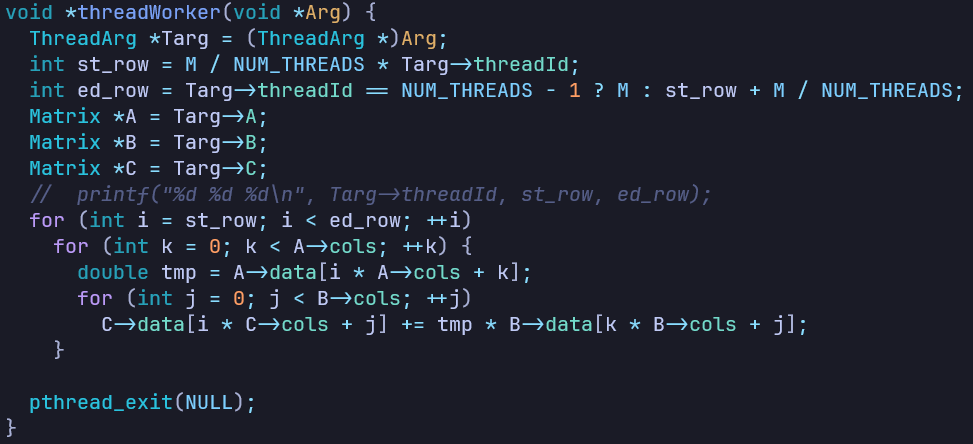 void *threadWorker(void *Arg) {
  ThreadArg *Targ = (ThreadArg *)Arg;
  int st_row = M / NUM_THREADS * Targ->threadId;
  int ed_row = Targ->threadId == NUM_THREADS - 1 ? M : st_row + M / NUM_THREADS;
  Matrix *A = Targ->A;
  Matrix *B = Targ->B;
  Matrix *C = Targ->C;
  //  printf("%d %d %d\n", Targ->threadId, st_row, ed_row);
  for (int i = st_row; i < ed_row; ++i)
    for (int k = 0; k < A->cols; ++k) {
      double tmp = A->data[i * A->cols + k];
      for (int j = 0; j < B->cols; ++j)
        C->data[i * C->cols + j] += tmp * B->data[k * B->cols + j];
    }

  pthread_exit(NULL);
}